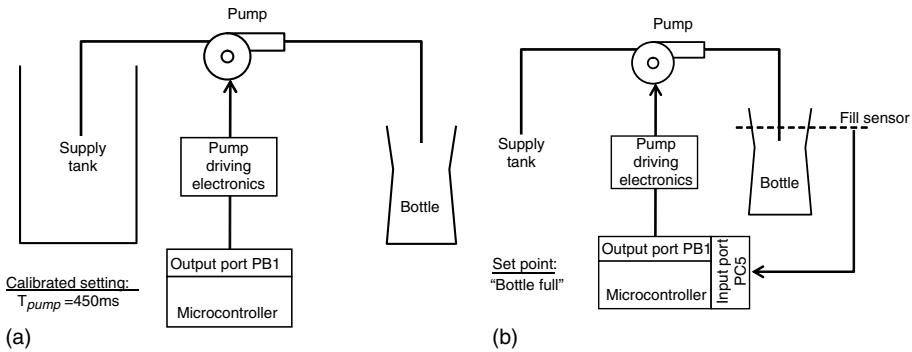 Pump
Supply
tank
Pump
driving
electronics
Bottle
Output port PB1
Microcontroller
Calibrated setting:
T pump =450ms
(a)
Pump
Fill sensor
Supply
tank
Pump
driving
electronics
Bottle
Output port PB1
Input port
PC5
Microcontroller
Set point:
“Bottle full”
(b)